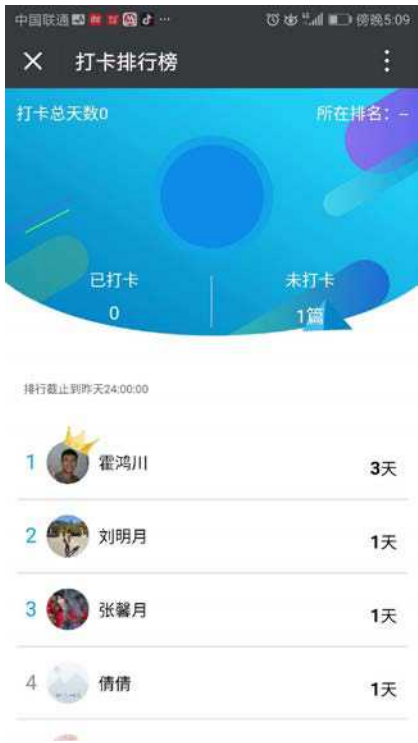 中国联通 傍晚5:09
打卡排行榜
打卡总天数0 所在排名：--
已打卡 未打卡
0 1篇
排行截止到昨天24:00:00
1 霍鸿川 3天
2 刘明月 1天
3 张馨月 1天
4 倩倩 1天